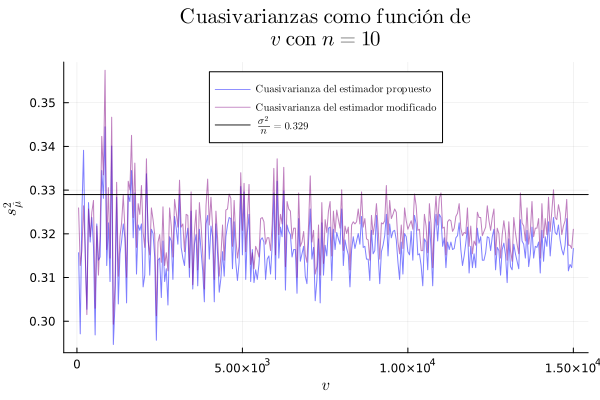 Cuasivarianzas como función de
v con n = 10
Cuasivarianza del estimador propuesto
Cuasivarianza del estimador modificado
σ²/n = 0.329
s²_μ̂
0.35
0.34
0.33
0.32
0.31
0.30
0 5.00×10³ 1.00×10⁴ 1.50×10⁴
v